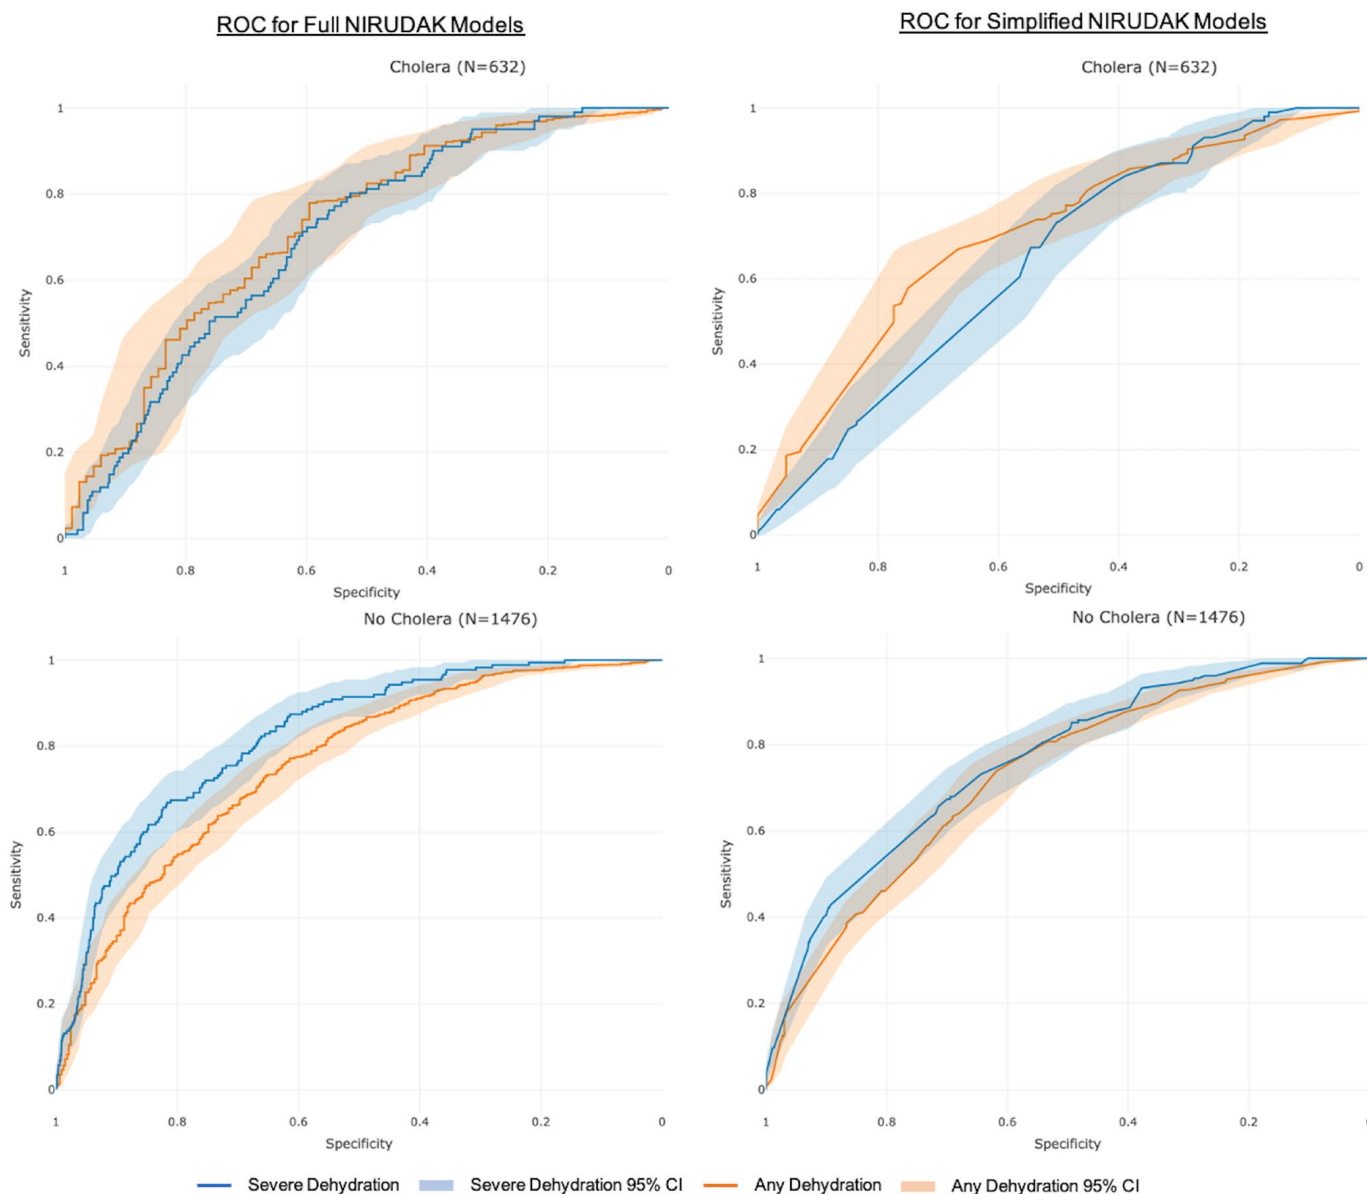 ROC for Full NIRUDAK Models
ROC for Simplified NIRUDAK Models
Cholera (N=632)
Cholera (N=632)
1
0.8
0.6
0.4
0.2
0
Sensitivity
1
0.8
0.6
0.4
0.2
0
Specificity
1
0.8
0.6
0.4
0.2
0
Sensitivity
1
0.8
0.6
0.4
0.2
0
Specificity
No Cholera (N=1476)
No Cholera (N=1476)
1
0.8
0.6
0.4
0.2
0
Sensitivity
1
0.8
0.6
0.4
0.2
0
Specificity
1
0.8
0.6
0.4
0.2
0
Sensitivity
1
0.8
0.6
0.4
0.2
Specificity
Severe Dehydration
Severe Dehydration 95% CI
Any Dehydration
Any Dehydration 95% CI